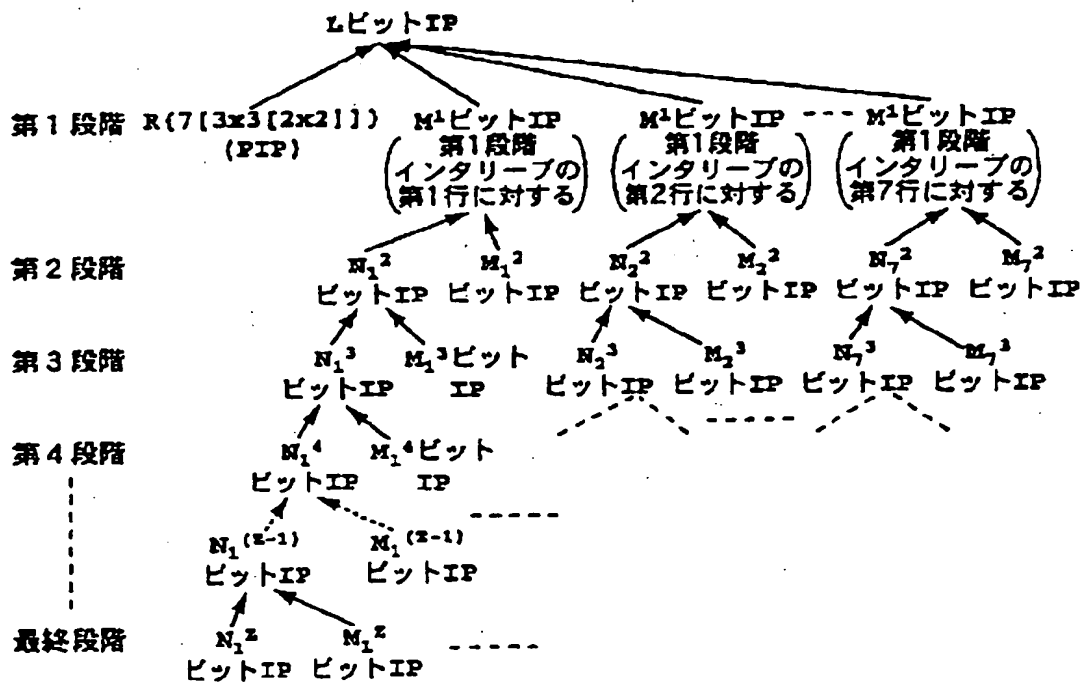 LビットIP
第1段階 R{7[3x3[2x2]]} M¹ビットIP M¹ビットIP --- M¹ビットIP
(PIP) (第1段階 (第1段階 (第1段階
インタリーブの インタリーブの インタリーブの
第1行に対する) 第2行に対する) 第7行に対する)
第2段階 N₁² M₁² N₂² M₂² N₇² M₇²
ビットIP ビットIP ビットIP ビットIP ビットIP ビットIP
第3段階 N₁³ M₁³ビット N₂³ M₂³ N₇³ M₇³
ビットIP IP ビットIP ビットIP ビットIP ビットIP
第4段階 N₁⁴ M₁⁴ビット
ビットIP IP
N₁⁽ᶻ⁻¹⁾ M₁⁽ᶻ⁻¹⁾
ビットIP ビットIP
最終段階 N₁ᶻ M₁ᶻ
ビットIP ビットIP